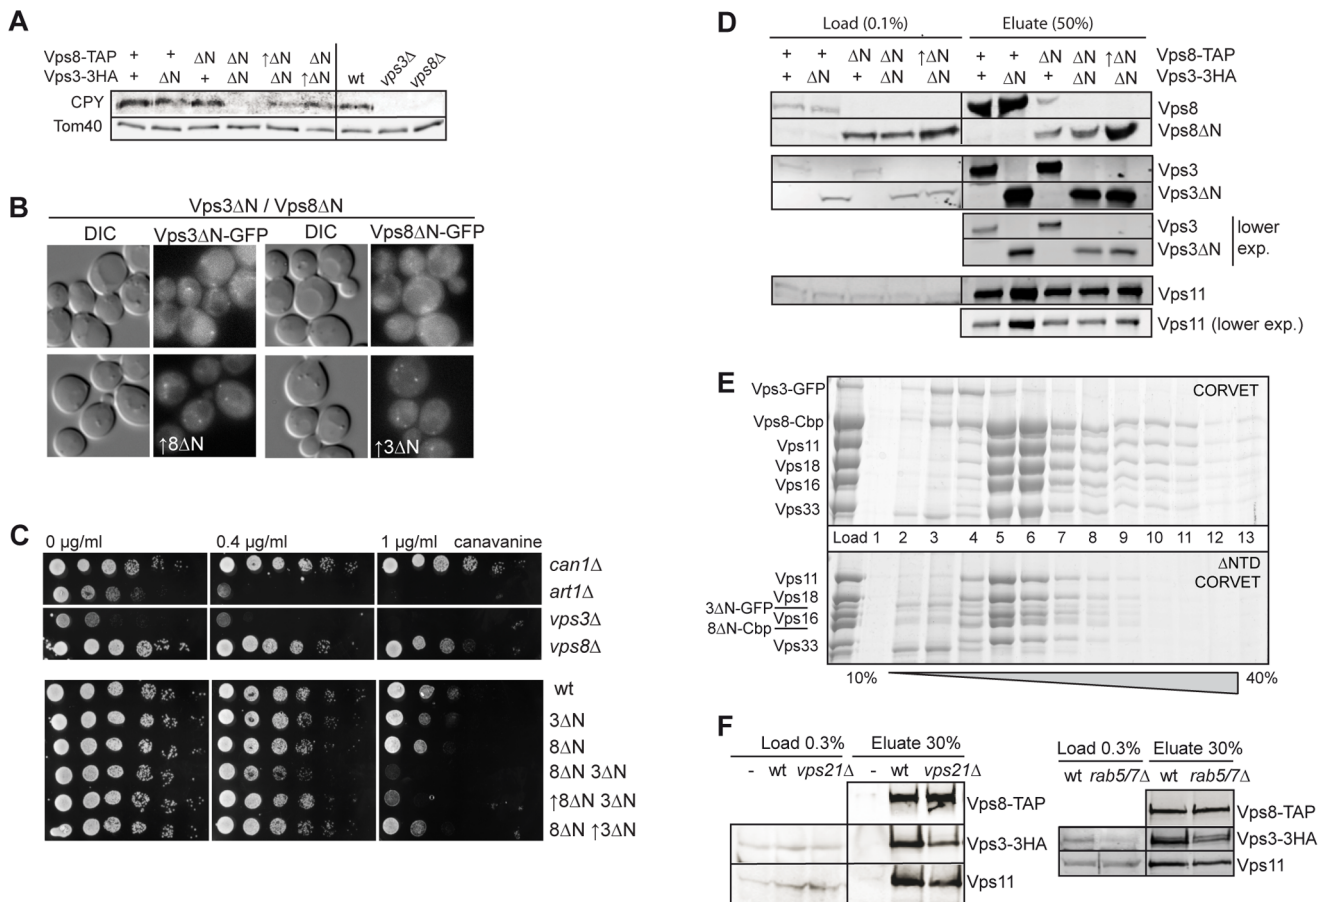 A
Vps8-TAP + + ΔN ΔN ↑ΔN ΔN
Vps3-3HA + ΔN + ΔN ΔN ↑ΔN wt vps3Δ vps8Δ
CPY
Tom40
B
Vps3ΔN / Vps8ΔN
DIC Vps3ΔN-GFP DIC Vps8ΔN-GFP
↑8ΔN ↑3ΔN
C
0 µg/ml 0.4 µg/ml 1 µg/ml canavanine
can1Δ
art1Δ
vps3Δ
vps8Δ
wt
3ΔN
8ΔN
8ΔN 3ΔN
↑8ΔN 3ΔN
8ΔN ↑3ΔN
D
Load (0.1%) Eluate (50%)
+ + ΔN ΔN ↑ΔN + + ΔN ΔN ↑ΔN Vps8-TAP
+ ΔN + ΔN ΔN + ΔN + ΔN ΔN Vps3-3HA
Vps8
Vps8ΔN
Vps3
Vps3ΔN
Vps3
Vps3ΔN
lower
exp.
Vps11
Vps11 (lower exp.)
E
Vps3-GFP
CORVET
Vps8-Cbp
Vps11
Vps18
Vps16
Vps33
Load 1 2 3 4 5 6 7 8 9 10 11 12 13
ΔNTD
CORVET
Vps11
Vps18
3ΔN-GFP
Vps16
8ΔN-Cbp
Vps33
10% 40%
F
Load 0.3% Eluate 30%
- wt vps21Δ - wt vps21Δ
Vps8-TAP
Vps3-3HA
Vps11
Load 0.3% Eluate 30%
wt rab5/7Δ wt rab5/7Δ
Vps8-TAP
Vps3-3HA
Vps11